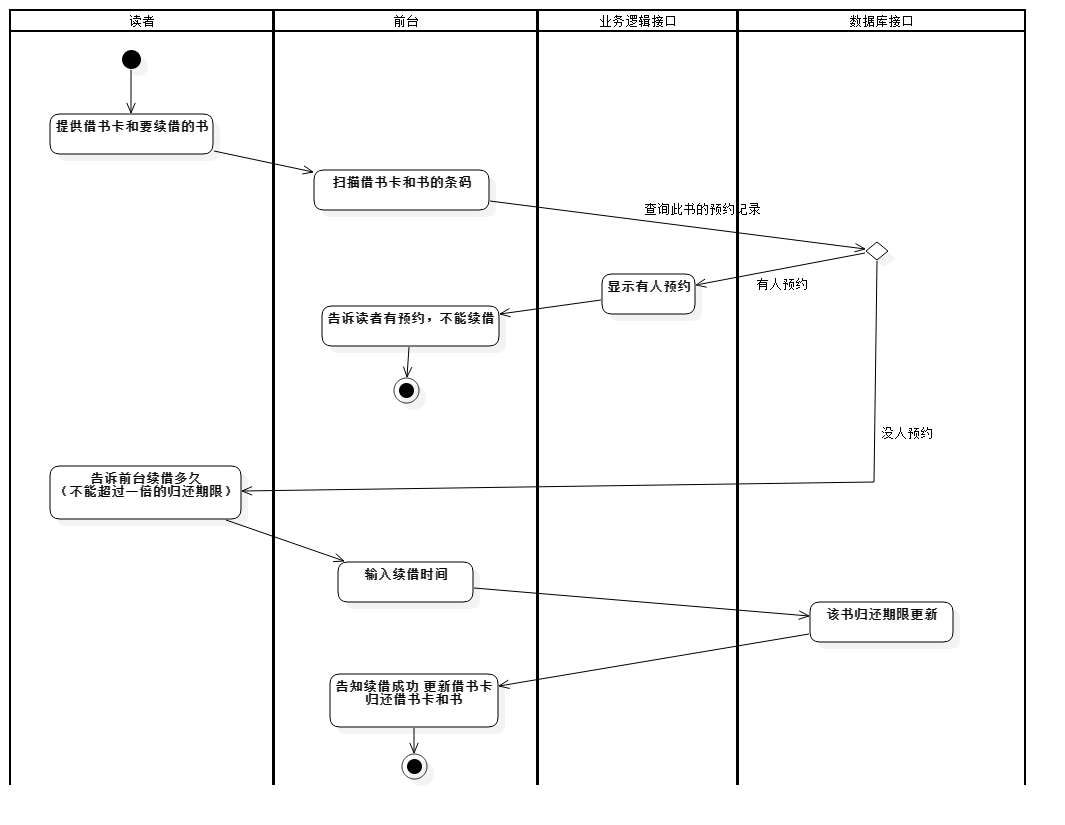 读者
前台
业务逻辑接口
数据库接口
提供借书卡和要续借的书
扫描借书卡和书的条码
查询此书的预约记录
显示有人预约
有人预约
告诉读者有预约，不能续借
没人预约
告诉前台续借多久
（不能超过一倍的归还期限）
输入续借时间
该书归还期限更新
告知续借成功 更新借书卡
归还借书卡和书